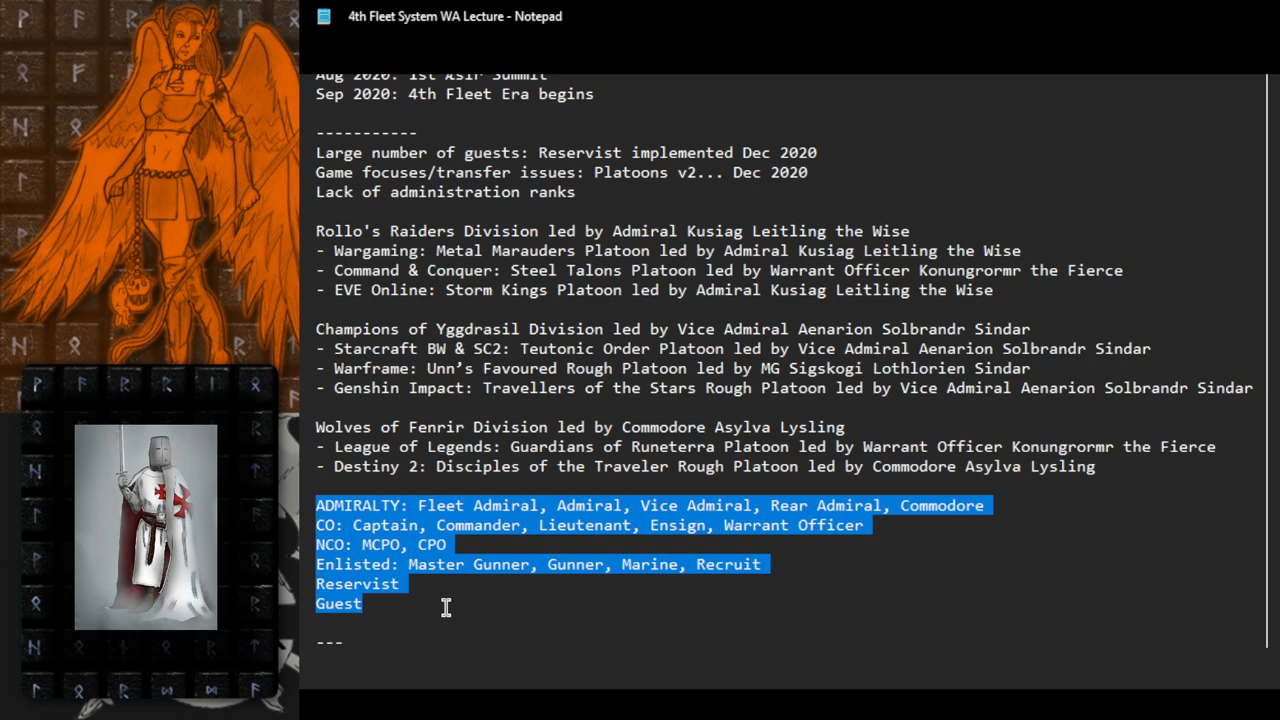 4th Fleet System WA Lecture - Notepad
Aug 2020: 1st Asir Summit
Sep 2020: 4th Fleet Era begins
-----------
Large number of guests: Reservist implemented Dec 2020
Game focuses/transfer issues: Platoons v2... Dec 2020
Lack of administration ranks
Rollo's Raiders Division led by Admiral Kusiag Leitling the Wise
- Wargaming: Metal Marauders Platoon led by Admiral Kusiag Leitling the Wise
- Command & Conquer: Steel Talons Platoon led by Warrant Officer Konungrormr the Fierce
- EVE Online: Storm Kings Platoon led by Admiral Kusiag Leitling the Wise
Champions of Yggdrasil Division led by Vice Admiral Aenarion Solbrandr Sindar
- Starcraft BW & SC2: Teutonic Order Platoon led by Vice Admiral Aenarion Solbrandr Sindar
- Warframe: Unn’s Favoured Rough Platoon led by MG Sigskogi Lothlorien Sindar
- Genshin Impact: Travellers of the Stars Rough Platoon led by Vice Admiral Aenarion Solbrandr Sindar
Wolves of Fenrir Division led by Commodore Asylva Lysling
- League of Legends: Guardians of Runeterra Platoon led by Warrant Officer Konungrormr the Fierce
- Destiny 2: Disciples of the Traveler Rough Platoon led by Commodore Asylva Lysling
ADMIRALTY: Fleet Admiral, Admiral, Vice Admiral, Rear Admiral, Commodore
CO: Captain, Commander, Lieutenant, Ensign, Warrant Officer
NCO: MCPO, CPO
Enlisted: Master Gunner, Gunner, Marine, Recruit
Reservist
Guest
---